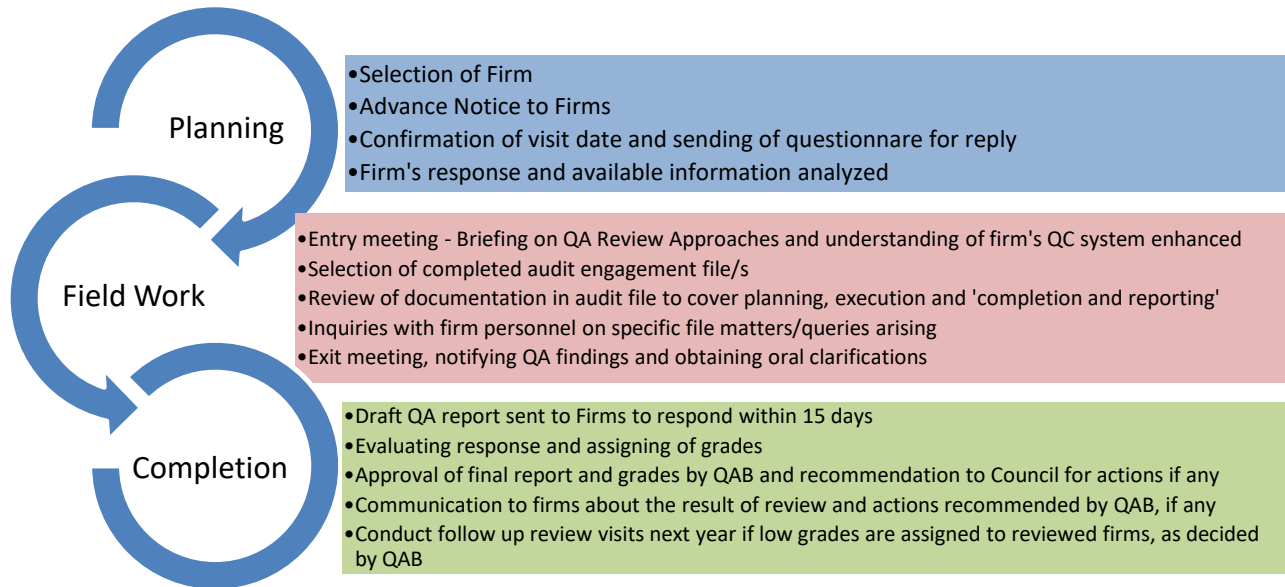 Planning
•Selection of Firm
•Advance Notice to Firms
•Confirmation of visit date and sending of questionnare for reply
•Firm's response and available information analyzed
Field Work
•Entry meeting - Briefing on QA Review Approaches and understanding of firm's QC system enhanced
•Selection of completed audit engagement file/s
•Review of documentation in audit file to cover planning, execution and 'completion and reporting'
•Inquiries with firm personnel on specific file matters/queries arising
•Exit meeting, notifying QA findings and obtaining oral clarifications
Completion
•Draft QA report sent to Firms to respond within 15 days
•Evaluating response and assigning of grades
•Approval of final report and grades by QAB and recommendation to Council for actions if any
•Communication to firms about the result of review and actions recommended by QAB, if any
•Conduct follow up review visits next year if low grades are assigned to reviewed firms, as decided
by QAB